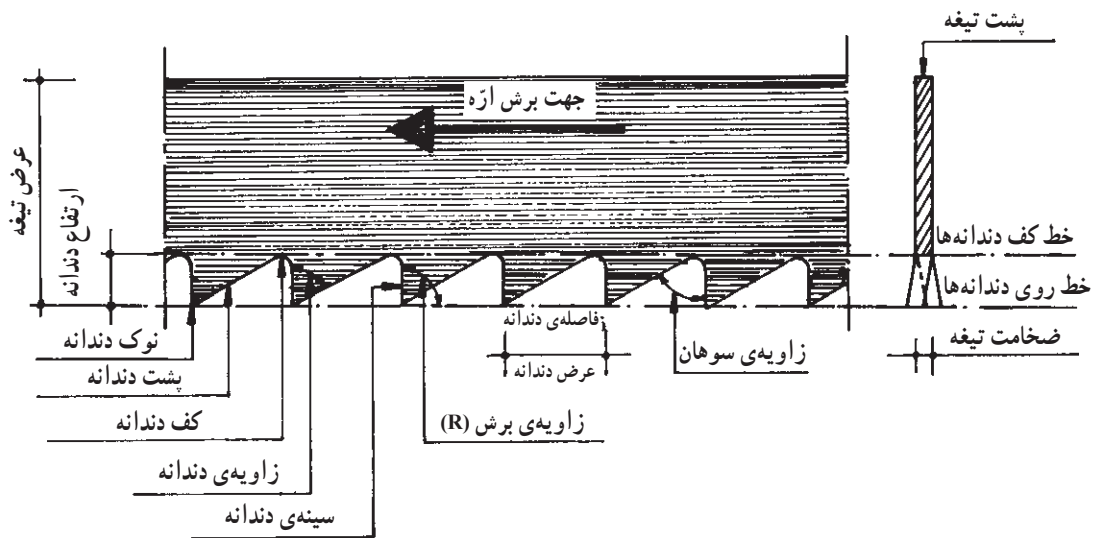 پشت تیغه
جهت برش ارّه
عرض تیغه
ارتفاع دندانه
خط کف دندانه‌ها
خط روی دندانه‌ها
فاصله‌ی دندانه
عرض دندانه
نوک دندانه
پشت دندانه
کف دندانه
زاویه‌ی دندانه
سینه‌ی دندانه
زاویه‌ی برش (R)
زاویه‌ی سوهان
ضخامت تیغه